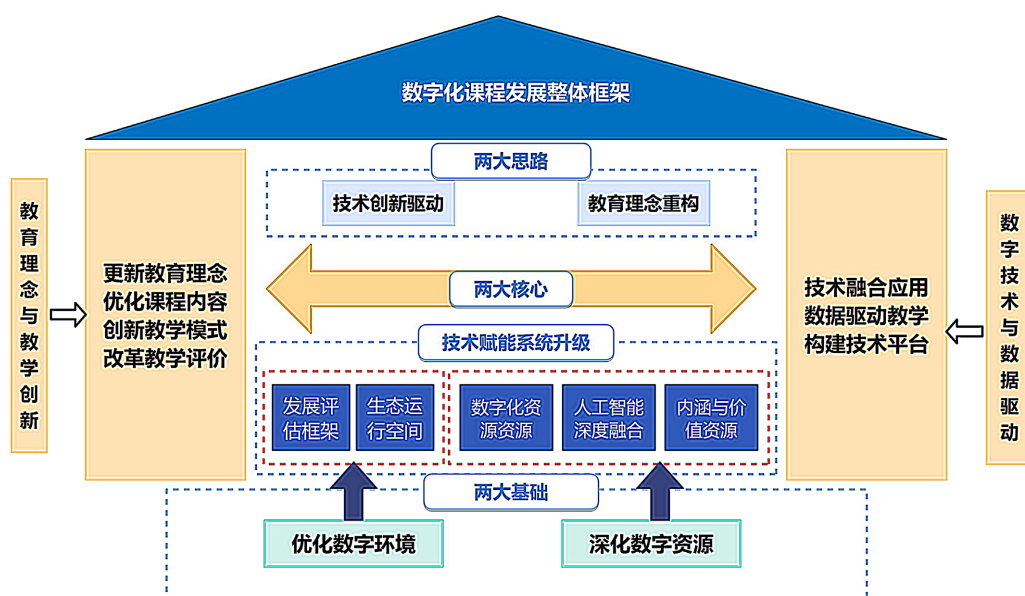 数字化课程发展整体框架
两大思路
技术创新驱动
教育理念重构
教育理念与教学创新
更新教育理念
优化课程内容
创新教学模式
改革教学评价
两大核心
技术融合应用
数据驱动教学
构建技术平台
数字技术与数据驱动
技术赋能系统升级
发展评
估框架
生态运
行空间
数字化资
源资源
人工智能
深度融合
内涵与价
值资源
两大基础
优化数字环境
深化数字资源